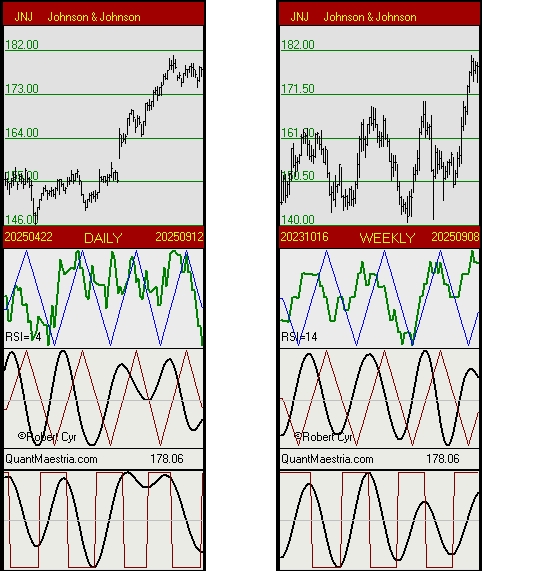 JNJ Johnson & Johnson
182.00
173.00
164.00
155.00
146.00
20250422 DAILY 20250912
RSI=14
©Robert Cyr
QuantMaestria.com 178.06
JNJ Johnson & Johnson
182.00
171.50
161.00
150.50
140.00
20231016 WEEKLY 20250908
RSI=14
©Robert Cyr
QuantMaestria.com 178.06